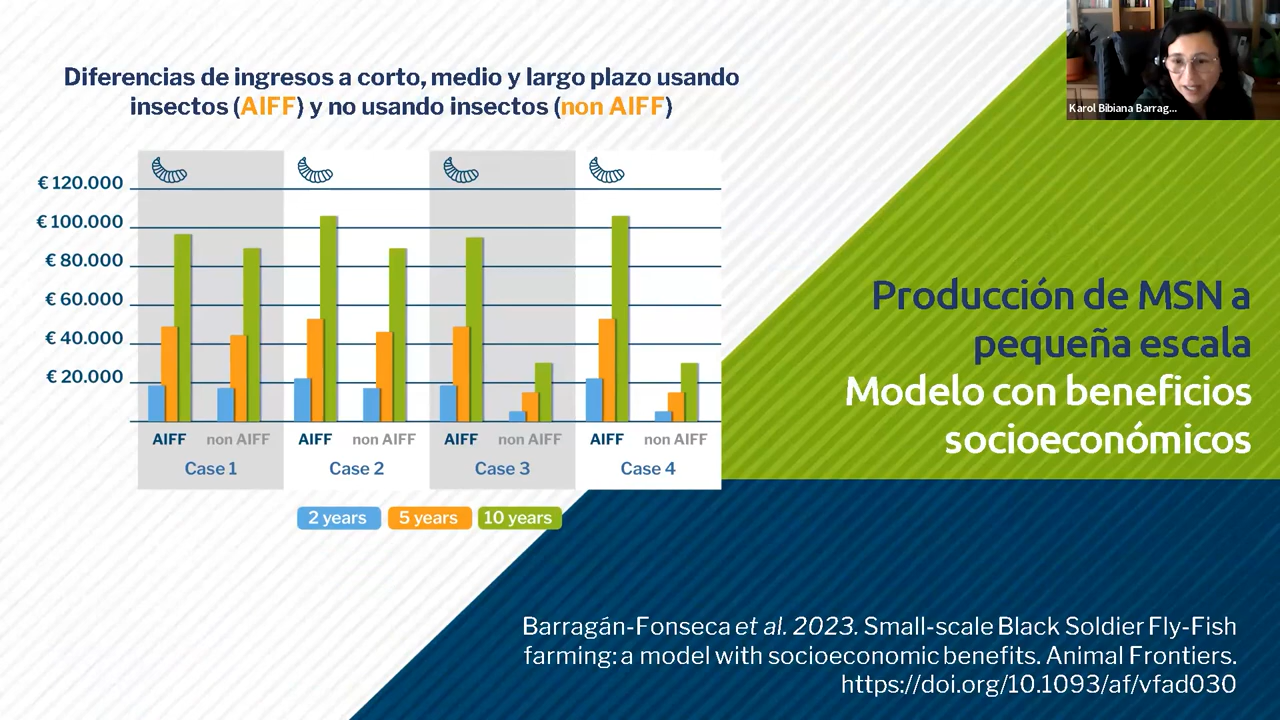 Diferencias de ingresos a corto, medio y largo plazo usando
insectos (AIFF) y no usando insectos (non AIFF)
Karol Bibiana Barrag...
€ 120.000
€ 100.000
€ 80.000
€ 60.000
€ 40.000
€ 20.000
AIFF non AIFF AIFF non AIFF AIFF non AIFF AIFF non AIFF
Case 1 Case 2 Case 3 Case 4
2 years 5 years 10 years
Producción de MSN a
pequeña escala
Modelo con beneficios
socioeconómicos
Barragán-Fonseca et al. 2023. Small-scale Black Soldier Fly-Fish
farming: a model with socioeconomic benefits. Animal Frontiers.
https://doi.org/10.1093/af/vfad030